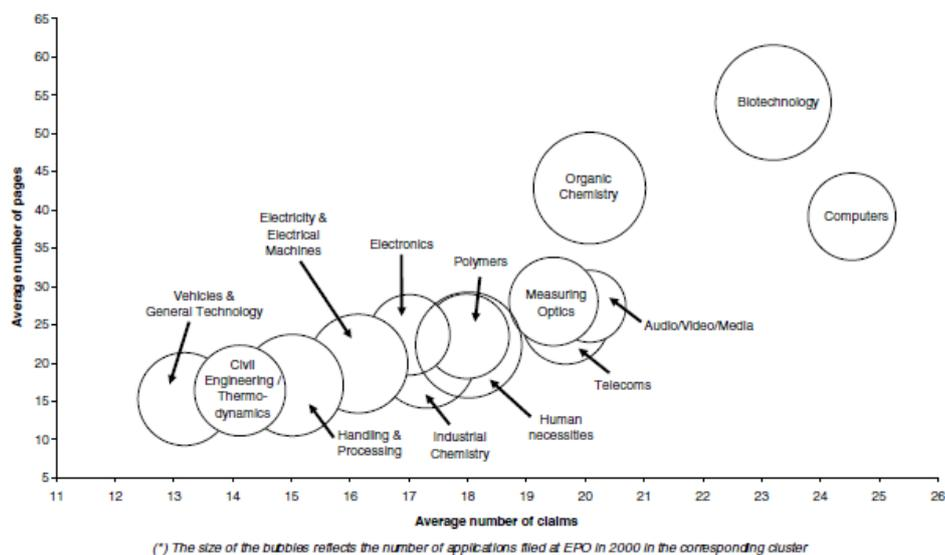 65
60
55
50
45
40
35
30
25
20
15
10
5
11 12 13 14 15 16 17 18 19 20 21 22 23 24 25 26
Average number of pages
Average number of claims
Biotechnology
Organic
Chemistry
Computers
Electricity &
Electrical
Machines
Electronics
Polymers
Vehicles &
General Technology
Measuring
Optics
Audio/Video/Media
Civil
Engineering /
Thermo-
dynamics
Telecoms
Handling &
Processing
Industrial
Chemistry
Human
necessities
(*) The size of the bubbles reflects the number of applications filed at EPO in 2000 in the corresponding cluster